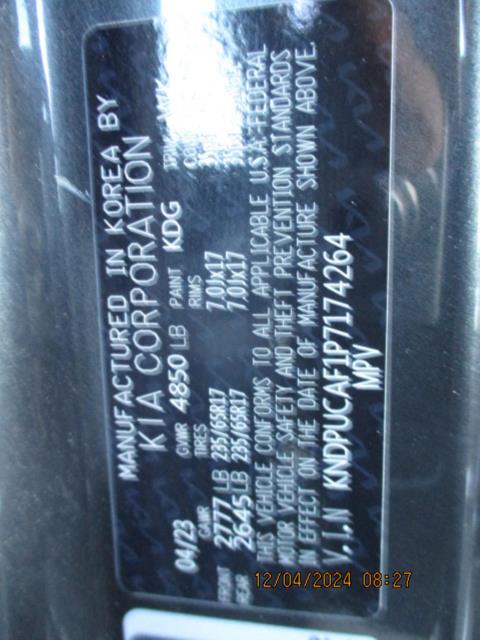 MANUFACTURED IN KOREA BY
KIA CORPORATION
04/23 GVWR 4850 LB PAINT KDG
GAWR TIRES RIMS
FRONT 2777 LB 235/65R17 7.0Jx17
REAR 2645 LB 235/65R17 7.0Jx17
THIS VEHICLE CONFORMS TO ALL APPLICABLE U.S.A. FEDERAL
MOTOR VEHICLE SAFETY AND THEFT PREVENTION STANDARDS
IN EFFECT ON THE DATE OF MANUFACTURE SHOWN ABOVE.
V.I.N KNDPUCAF1P7174264
MPV
12/04/2024 08:27